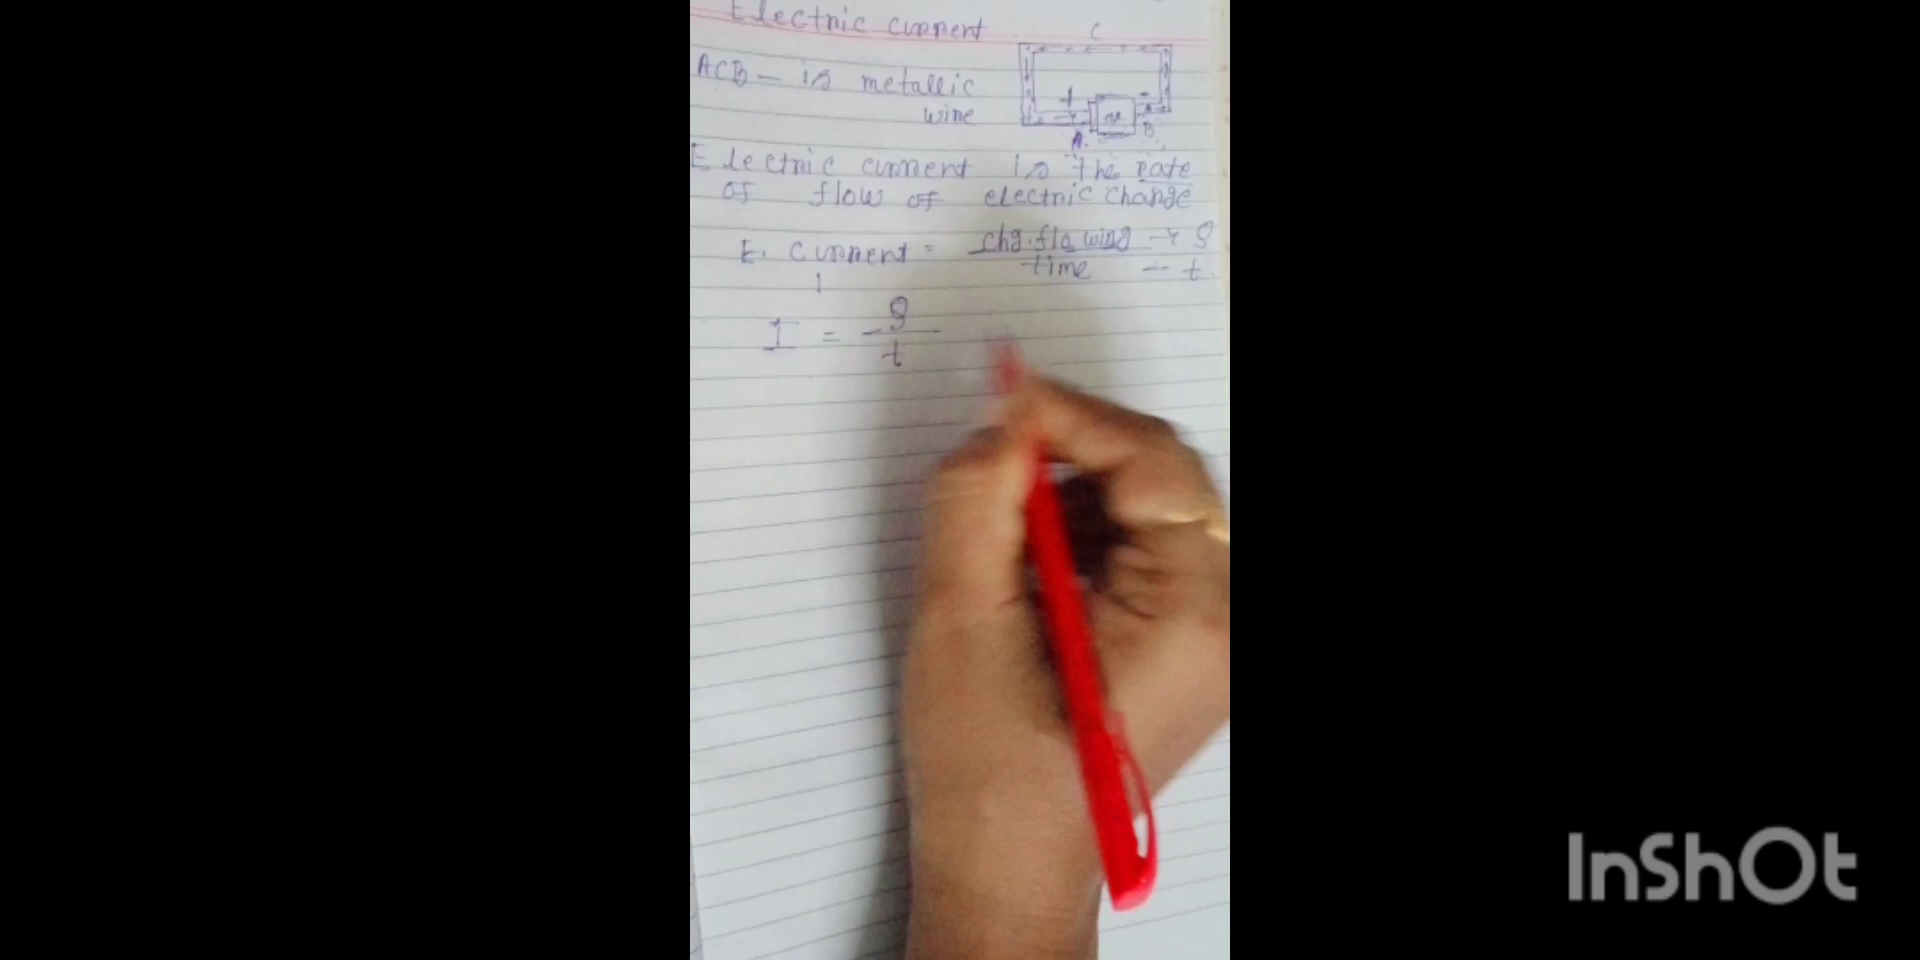 Electric current
C
ACB - is metallic
wire
+ -
A. B
Electric current is the rate
of flow of electric charge
E. current = chg. flowing → Q
time - t
I
I = Q
t
InShOt